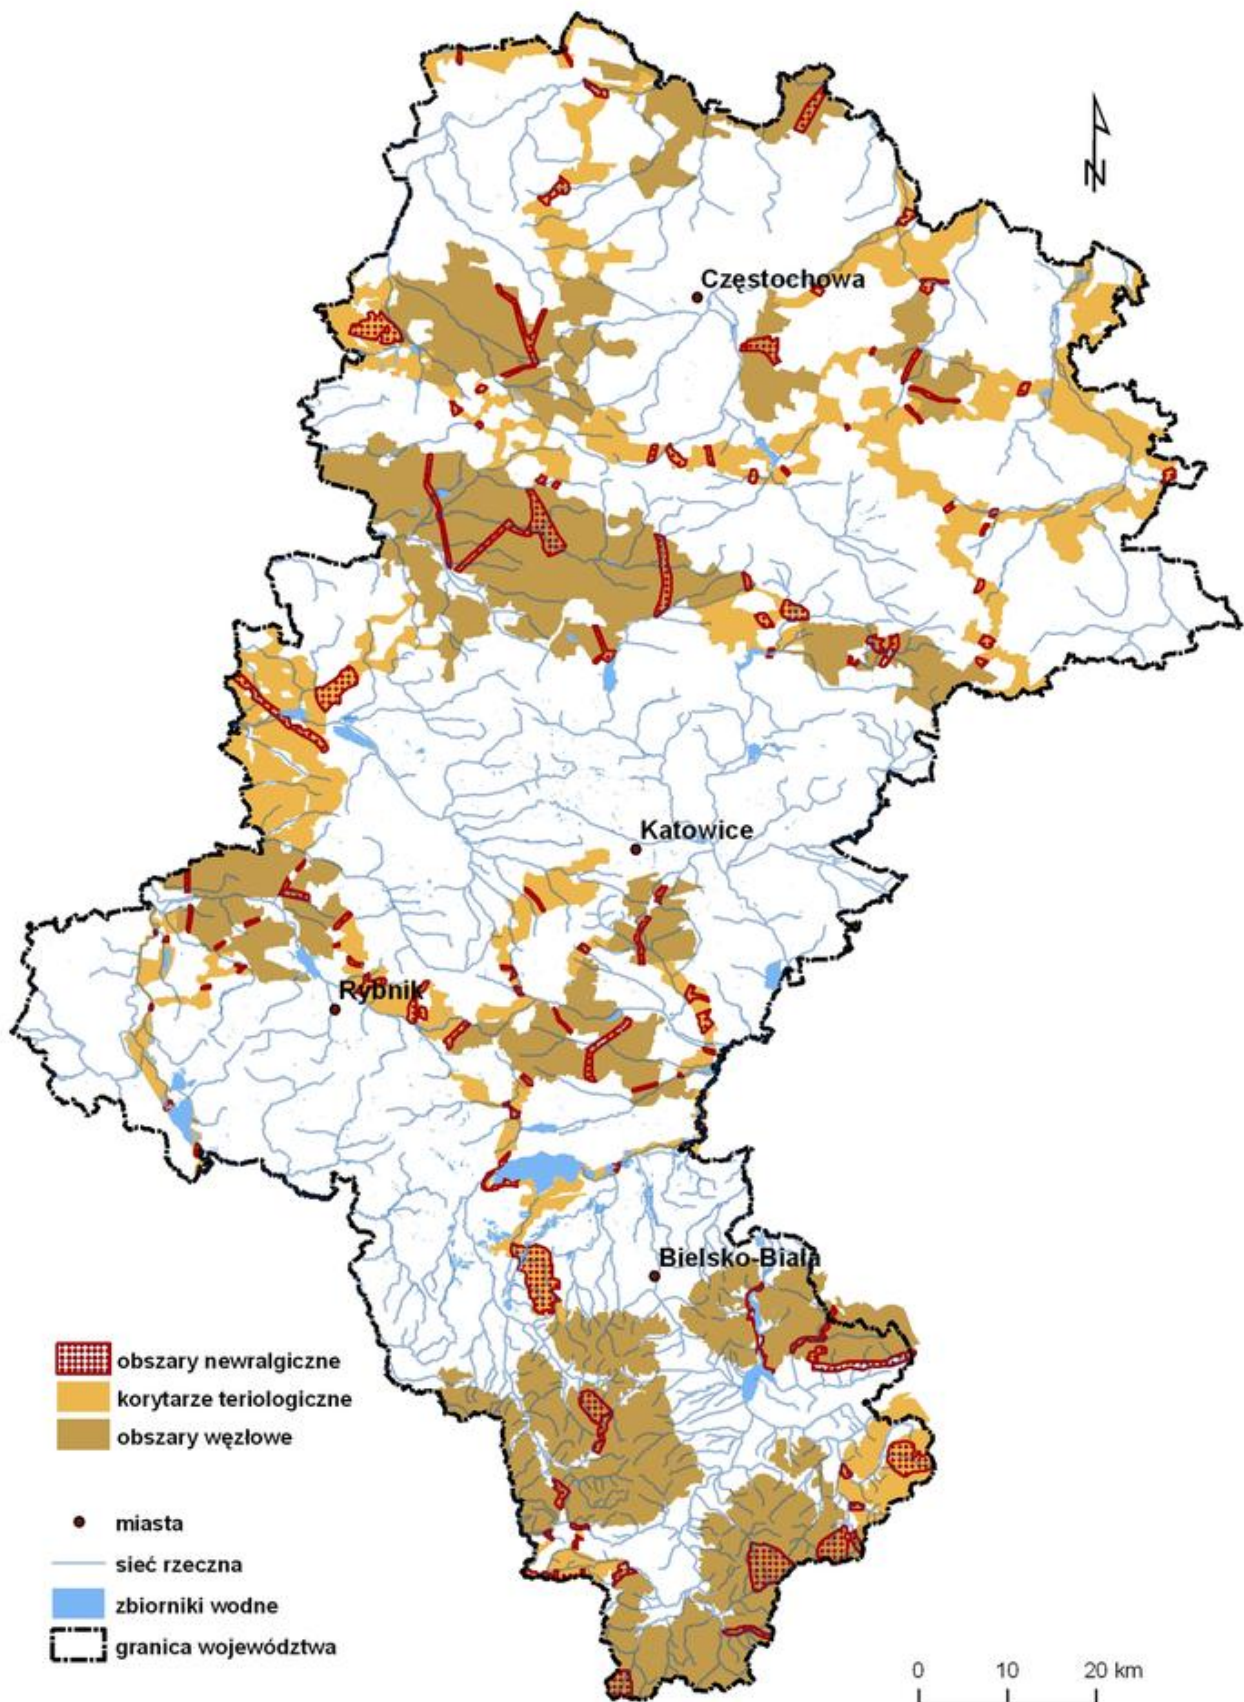 N
Częstochowa
Katowice
Rybnik
Bielsko-Biała
obszary newralgiczne
korytarze teriologiczne
obszary węzłowe
miasta
sieć rzeczna
zbiorniki wodne
granica województwa
0 10 20 km